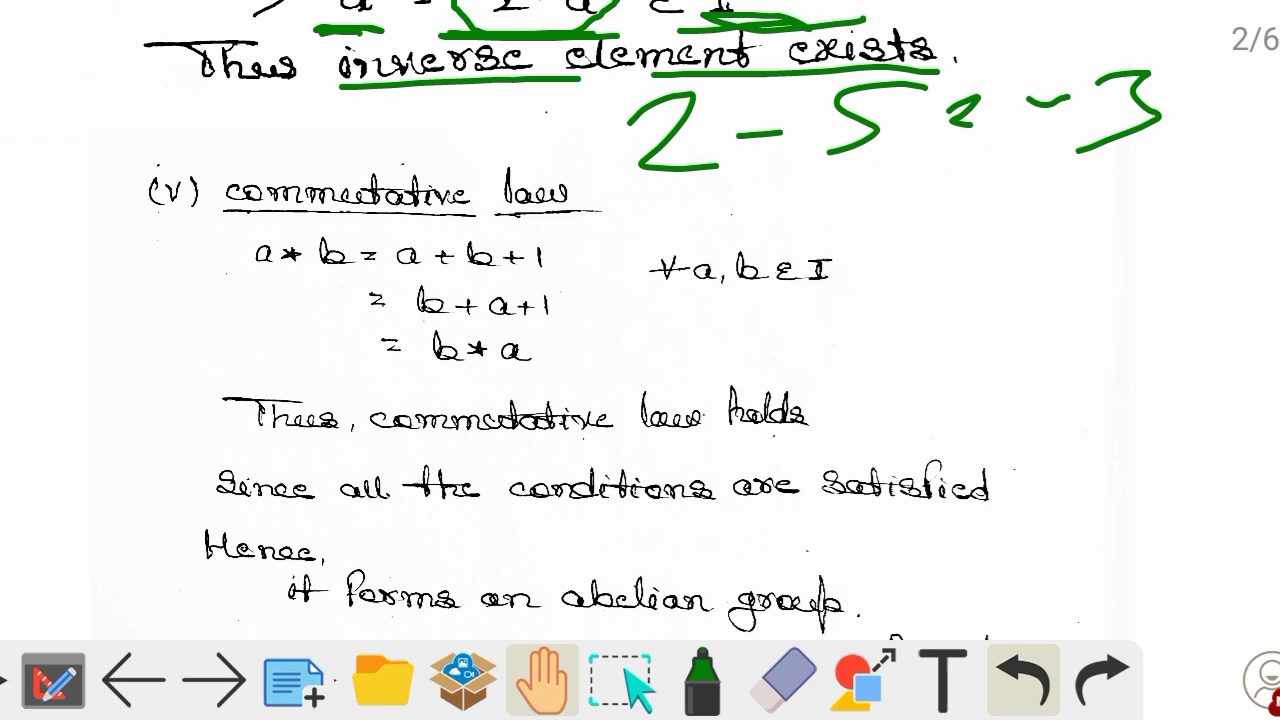 2/6
Thus inverse element exists.
2 - 5 = - 3
(v) commutative law
a * b = a + b + 1 ∀ a, b ε I
= b + a + 1
= b * a
Thus, commutative law holds
Since all the conditions are satisfied
Hence,
it forms an abelian group.
T